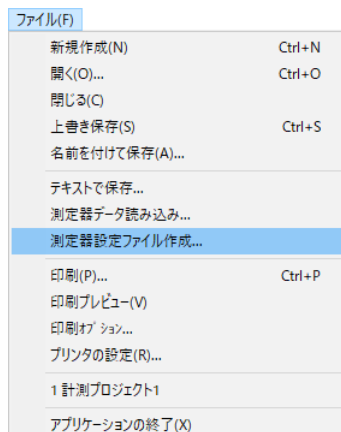 ファイル(F)
新規作成(N) Ctrl+N
開く(O)... Ctrl+O
閉じる(C)
上書き保存(S) Ctrl+S
名前を付けて保存(A)...
テキストで保存...
測定器データ読み込み...
測定器設定ファイル作成...
印刷(P)... Ctrl+P
印刷プレビュー(V)
印刷ｵﾌﾟｼｮﾝ...
プリンタの設定(R)...
1 計測プロジェクト1
アプリケーションの終了(X)